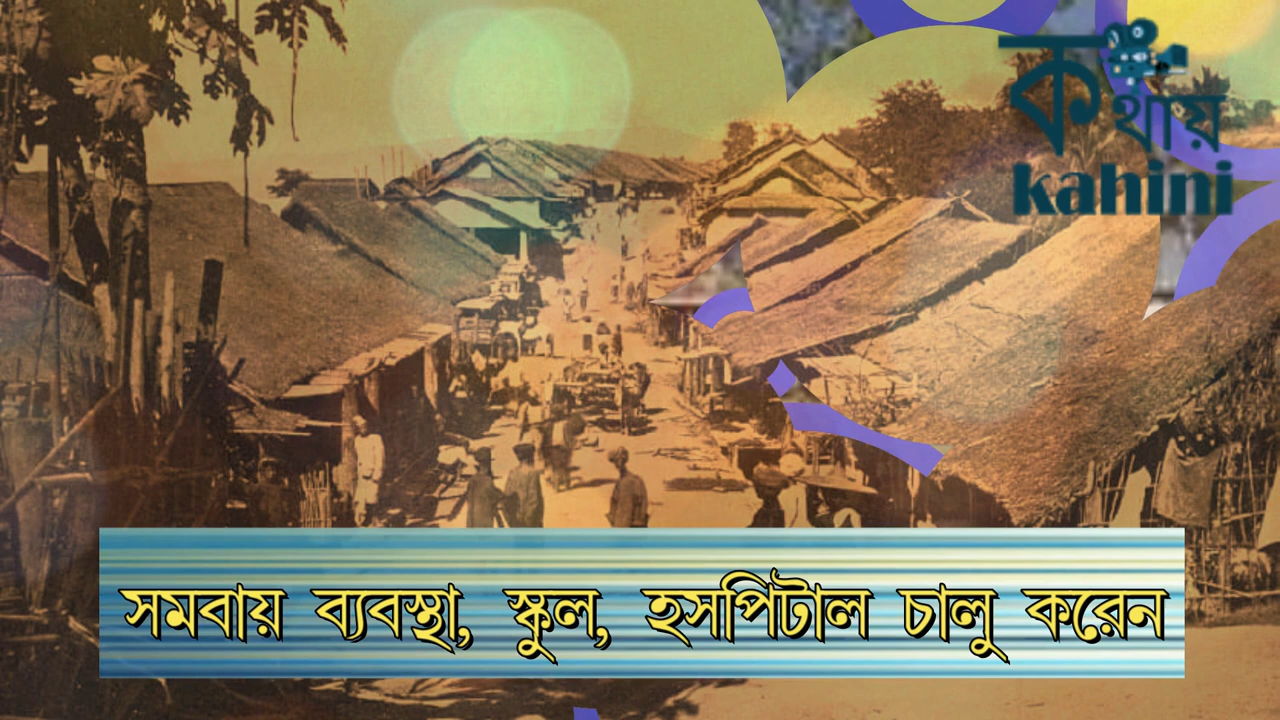 কথায়
kahini
সমবায় ব্যবস্থা, স্কুল, হসপিটাল চালু করেন